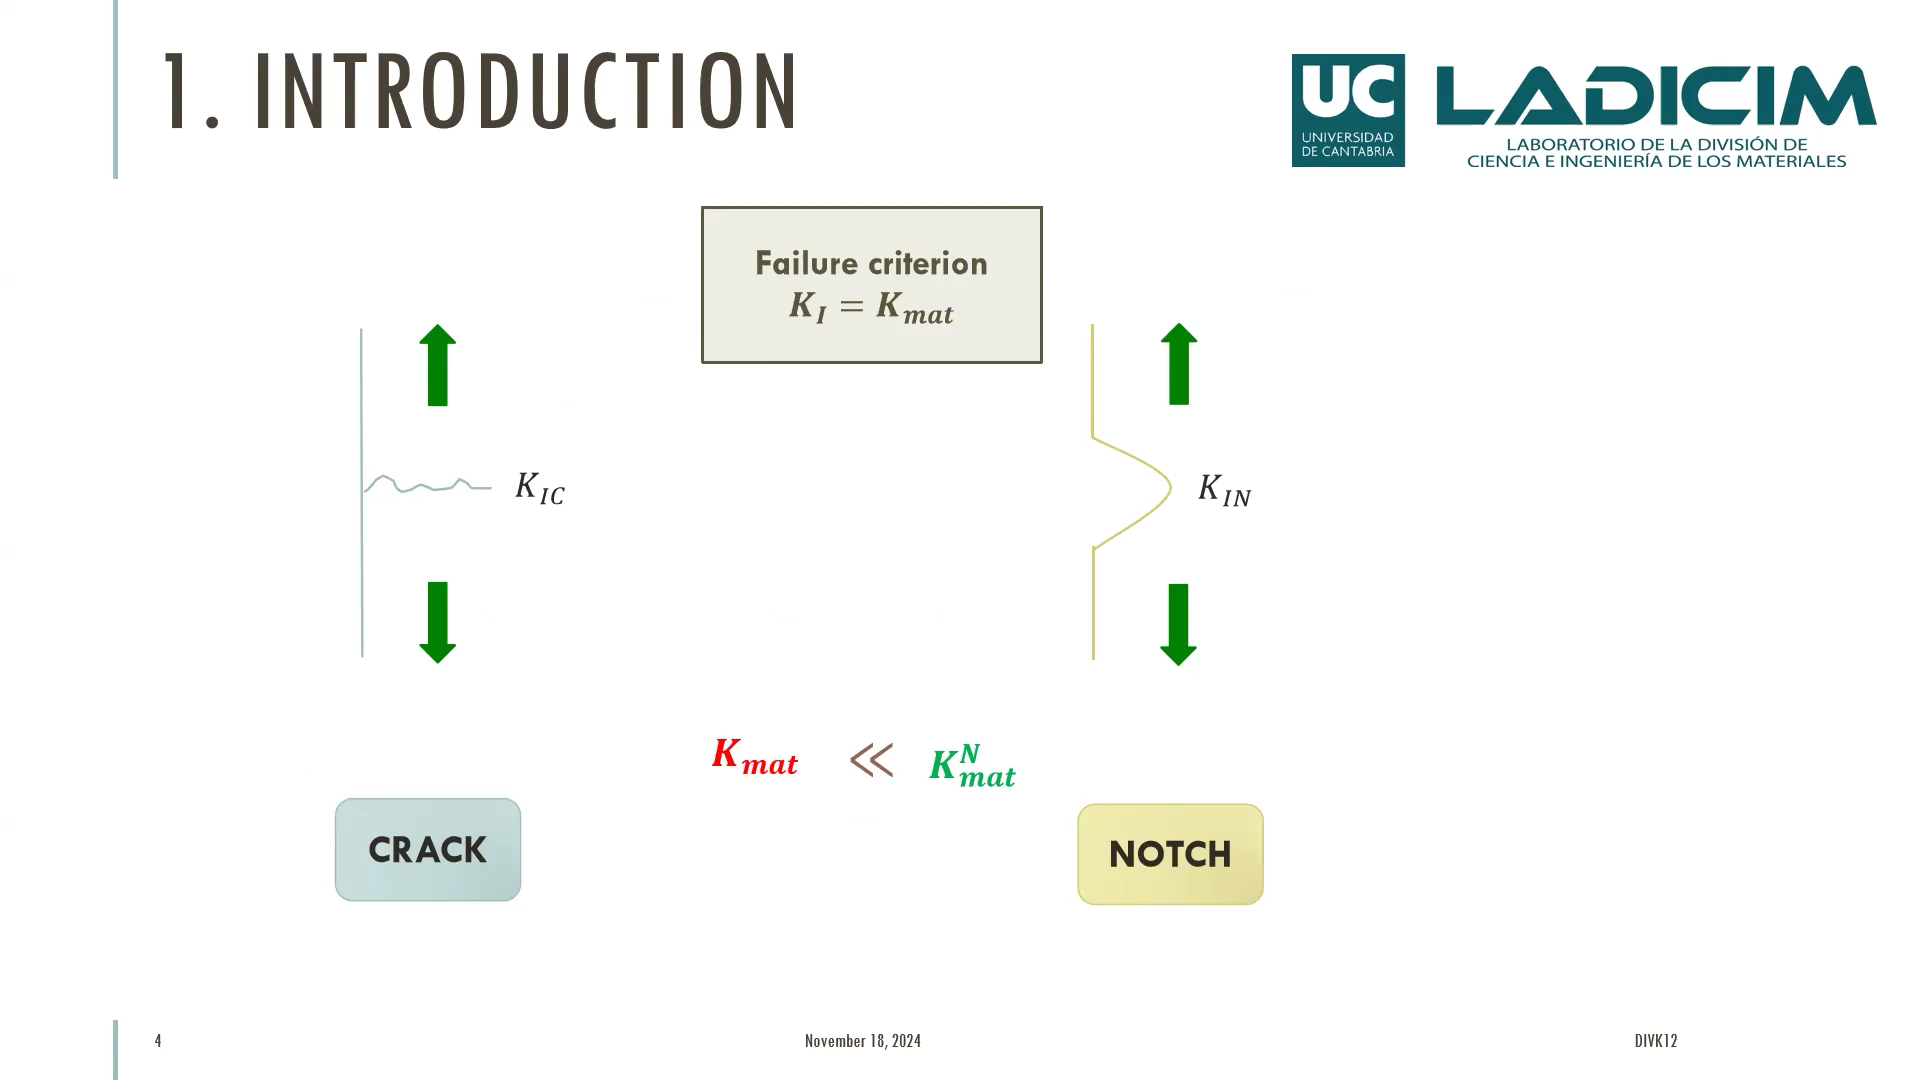 1. INTRODUCTION
UC
UNIVERSIDAD
DE CANTABRIA
LADICIM
LABORATORIO DE LA DIVISIÓN DE
CIENCIA E INGENIERÍA DE LOS MATERIALES
Failure criterion
K_I = K_mat
K_IC
K_IN
K_mat ≪ K^N_mat
CRACK
NOTCH
4
November 18, 2024
DIVK12